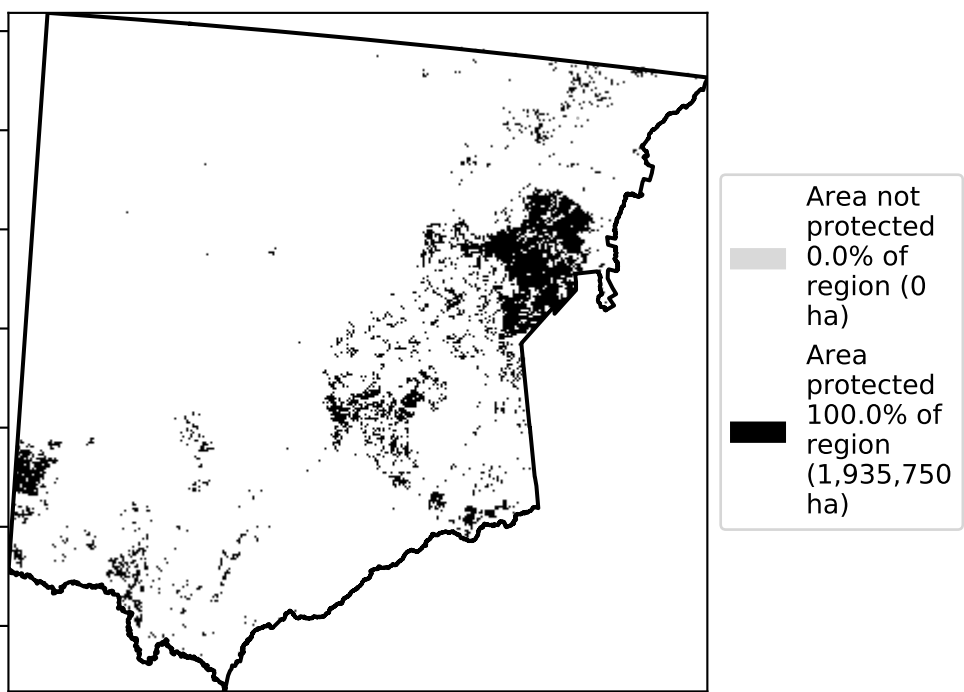 Area not
protected
0.0% of
region (0
ha)
Area
protected
100.0% of
region
(1,935,750
ha)